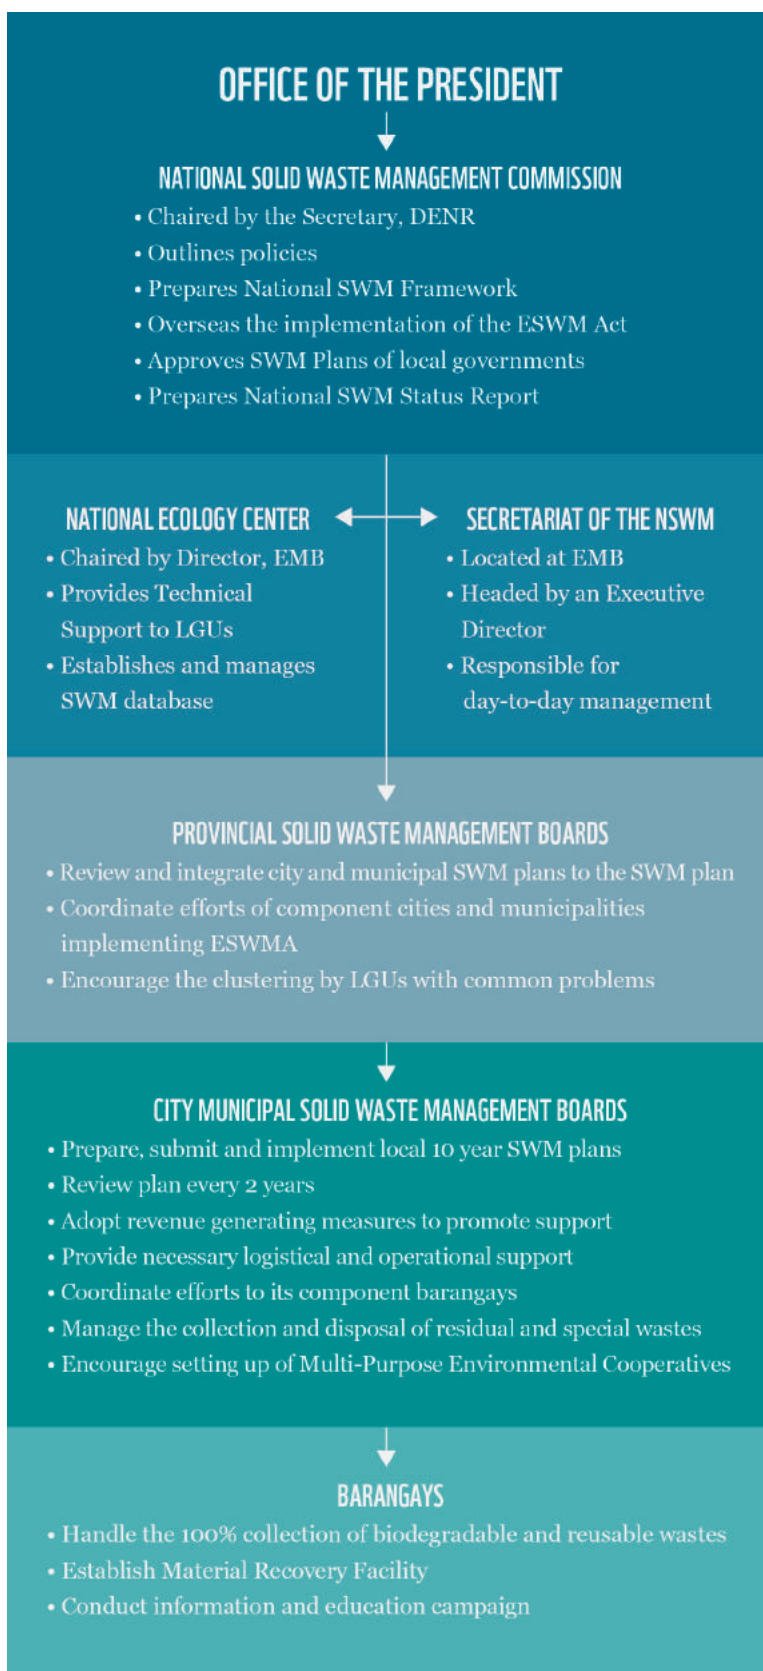 OFFICE OF THE PRESIDENT
NATIONAL SOLID WASTE MANAGEMENT COMMISSION
• Chaired by the Secretary, DENR
• Outlines policies
• Prepares National SWM Framework
• Overseas the implementation of the ESWM Act
• Approves SWM Plans of local governments
• Prepares National SWM Status Report
NATIONAL ECOLOGY CENTER
• Chaired by Director, EMB
• Provides Technical
Support to LGUs
• Establishes and manages
SWM database
SECRETARIAT OF THE NSWM
• Located at EMB
• Headed by an Executive
Director
• Responsible for
day-to-day management
PROVINCIAL SOLID WASTE MANAGEMENT BOARDS
• Review and integrate city and municipal SWM plans to the SWM plan
• Coordinate efforts of component cities and municipalities
implementing ESWMA
• Encourage the clustering by LGUs with common problems
CITY MUNICIPAL SOLID WASTE MANAGEMENT BOARDS
• Prepare, submit and implement local 10 year SWM plans
• Review plan every 2 years
• Adopt revenue generating measures to promote support
• Provide necessary logistical and operational support
• Coordinate efforts to its component barangays
• Manage the collection and disposal of residual and special wastes
• Encourage setting up of Multi-Purpose Environmental Cooperatives
BARANGAYS
• Handle the 100% collection of biodegradable and reusable wastes
• Establish Material Recovery Facility
• Conduct information and education campaign